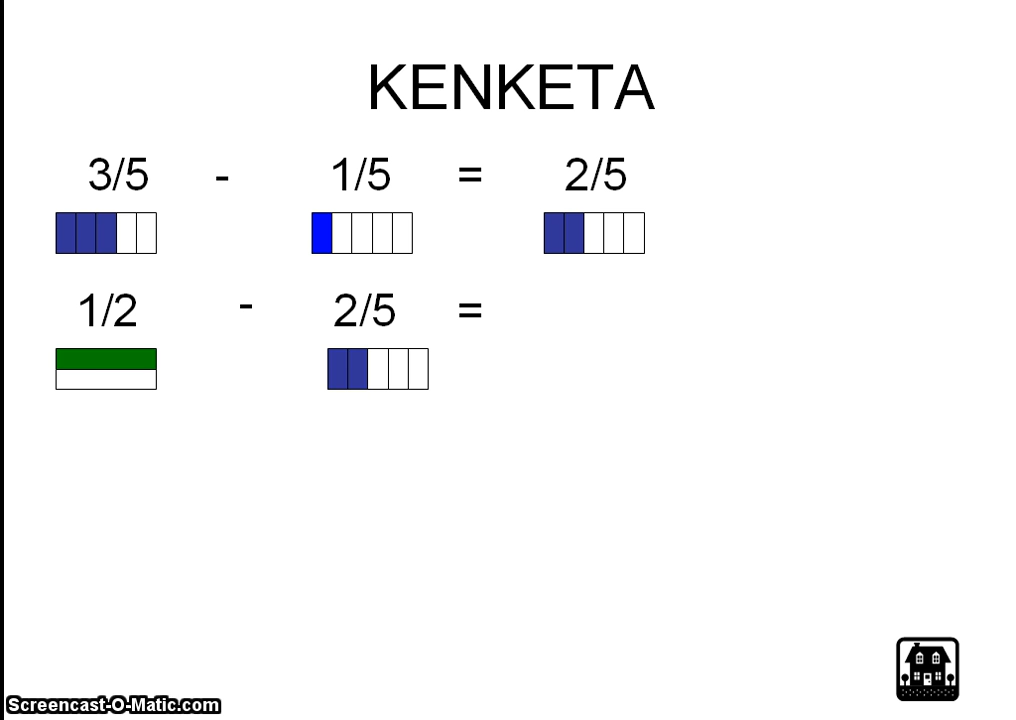 KENKETA
3/5 - 1/5 = 2/5
1/2 - 2/5 =
Screencast-O-Matic.com